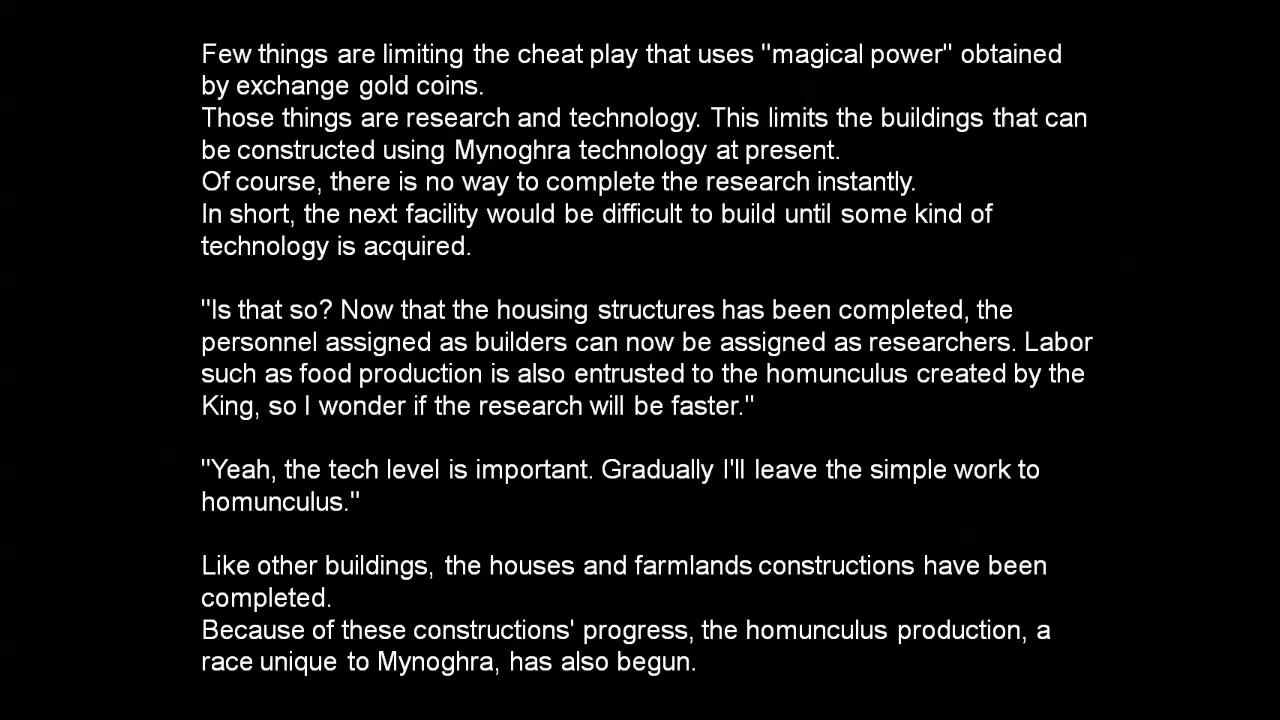 Few things are limiting the cheat play that uses "magical power" obtained
by exchange gold coins.
Those things are research and technology. This limits the buildings that can
be constructed using Mynoghra technology at present.
Of course, there is no way to complete the research instantly.
In short, the next facility would be difficult to build until some kind of
technology is acquired.
"Is that so? Now that the housing structures has been completed, the
personnel assigned as builders can now be assigned as researchers. Labor
such as food production is also entrusted to the homunculus created by the
King, so I wonder if the research will be faster."
"Yeah, the tech level is important. Gradually I'll leave the simple work to
homunculus."
Like other buildings, the houses and farmlands constructions have been
completed.
Because of these constructions' progress, the homunculus production, a
race unique to Mynoghra, has also begun.